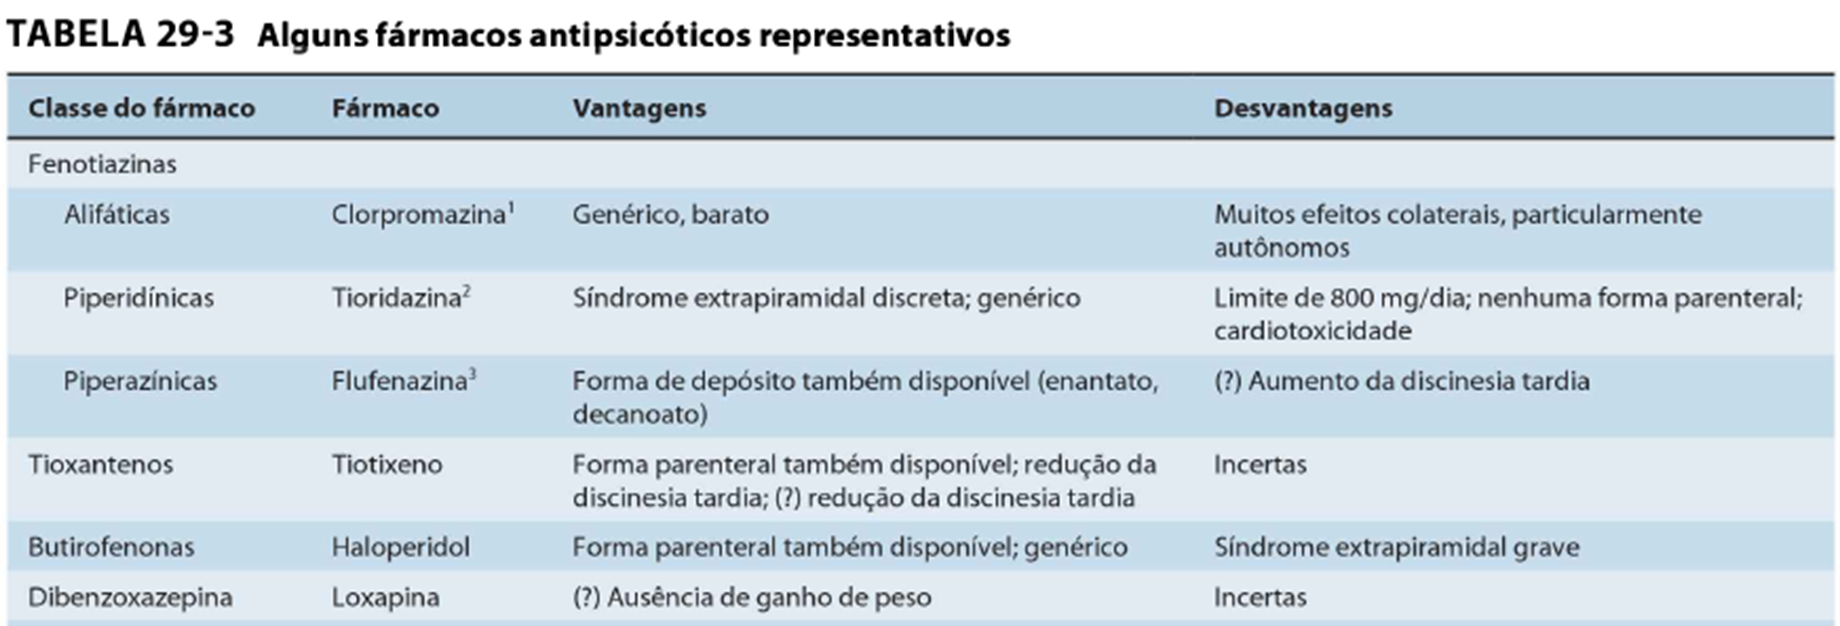 TABELA 29-3 Alguns fármacos antipsicóticos representativos
Classe do fármaco Fármaco Vantagens Desvantagens
Fenotiazinas
Alifáticas Clorpromazina¹ Genérico, barato Muitos efeitos colaterais, particularmente
autônomos
Piperidínicas Tioridazina² Síndrome extrapiramidal discreta; genérico Limite de 800 mg/dia; nenhuma forma parenteral;
cardiotoxicidade
Piperazínicas Flufenazina³ Forma de depósito também disponível (enantato, (?) Aumento da discinesia tardia
decanoato)
Tioxantenos Tiotixeno Forma parenteral também disponível; redução da Incertas
discinesia tardia; (?) redução da discinesia tardia
Butirofenonas Haloperidol Forma parenteral também disponível; genérico Síndrome extrapiramidal grave
Dibenzoxazepina Loxapina (?) Ausência de ganho de peso Incertas